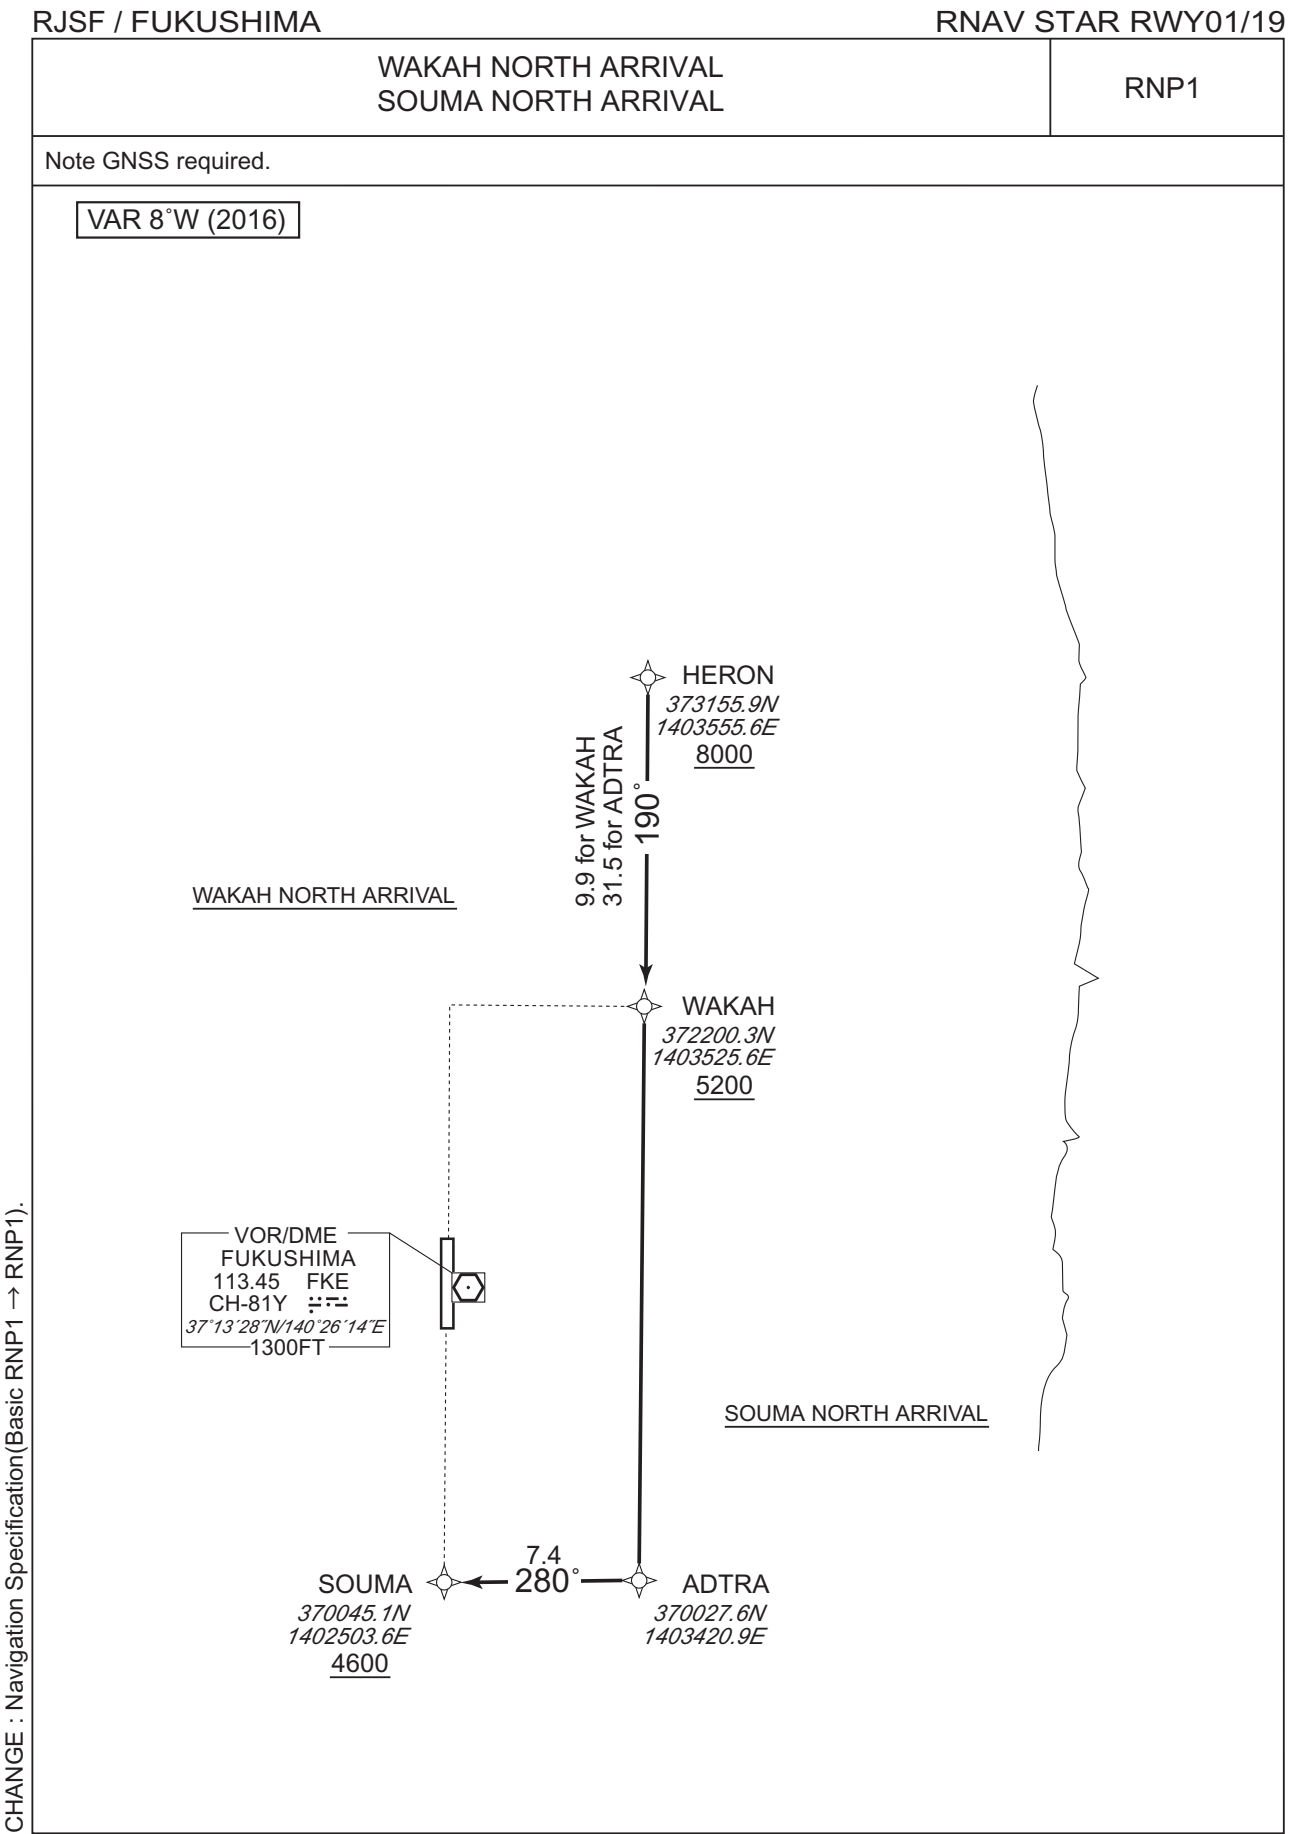 RJSF / FUKUSHIMA
RNAV STAR RWY01/19
WAKAH NORTH ARRIVAL
SOUMA NORTH ARRIVAL
RNP1
Note GNSS required.
VAR 8˚W (2016)
HERON
373155.9N
1403555.6E
8000
9.9 for WAKAH
31.5 for ADTRA
190˚
WAKAH NORTH ARRIVAL
WAKAH
372200.3N
1403525.6E
5200
VOR/DME
FUKUSHIMA
113.45 FKE
CH-81Y
37˚13´28˝N/140˚26´14˝E
1300FT
SOUMA NORTH ARRIVAL
7.4
280˚
SOUMA
370045.1N
1402503.6E
4600
ADTRA
370027.6N
1403420.9E
CHANGE : Navigation Specification(Basic RNP1 → RNP1).